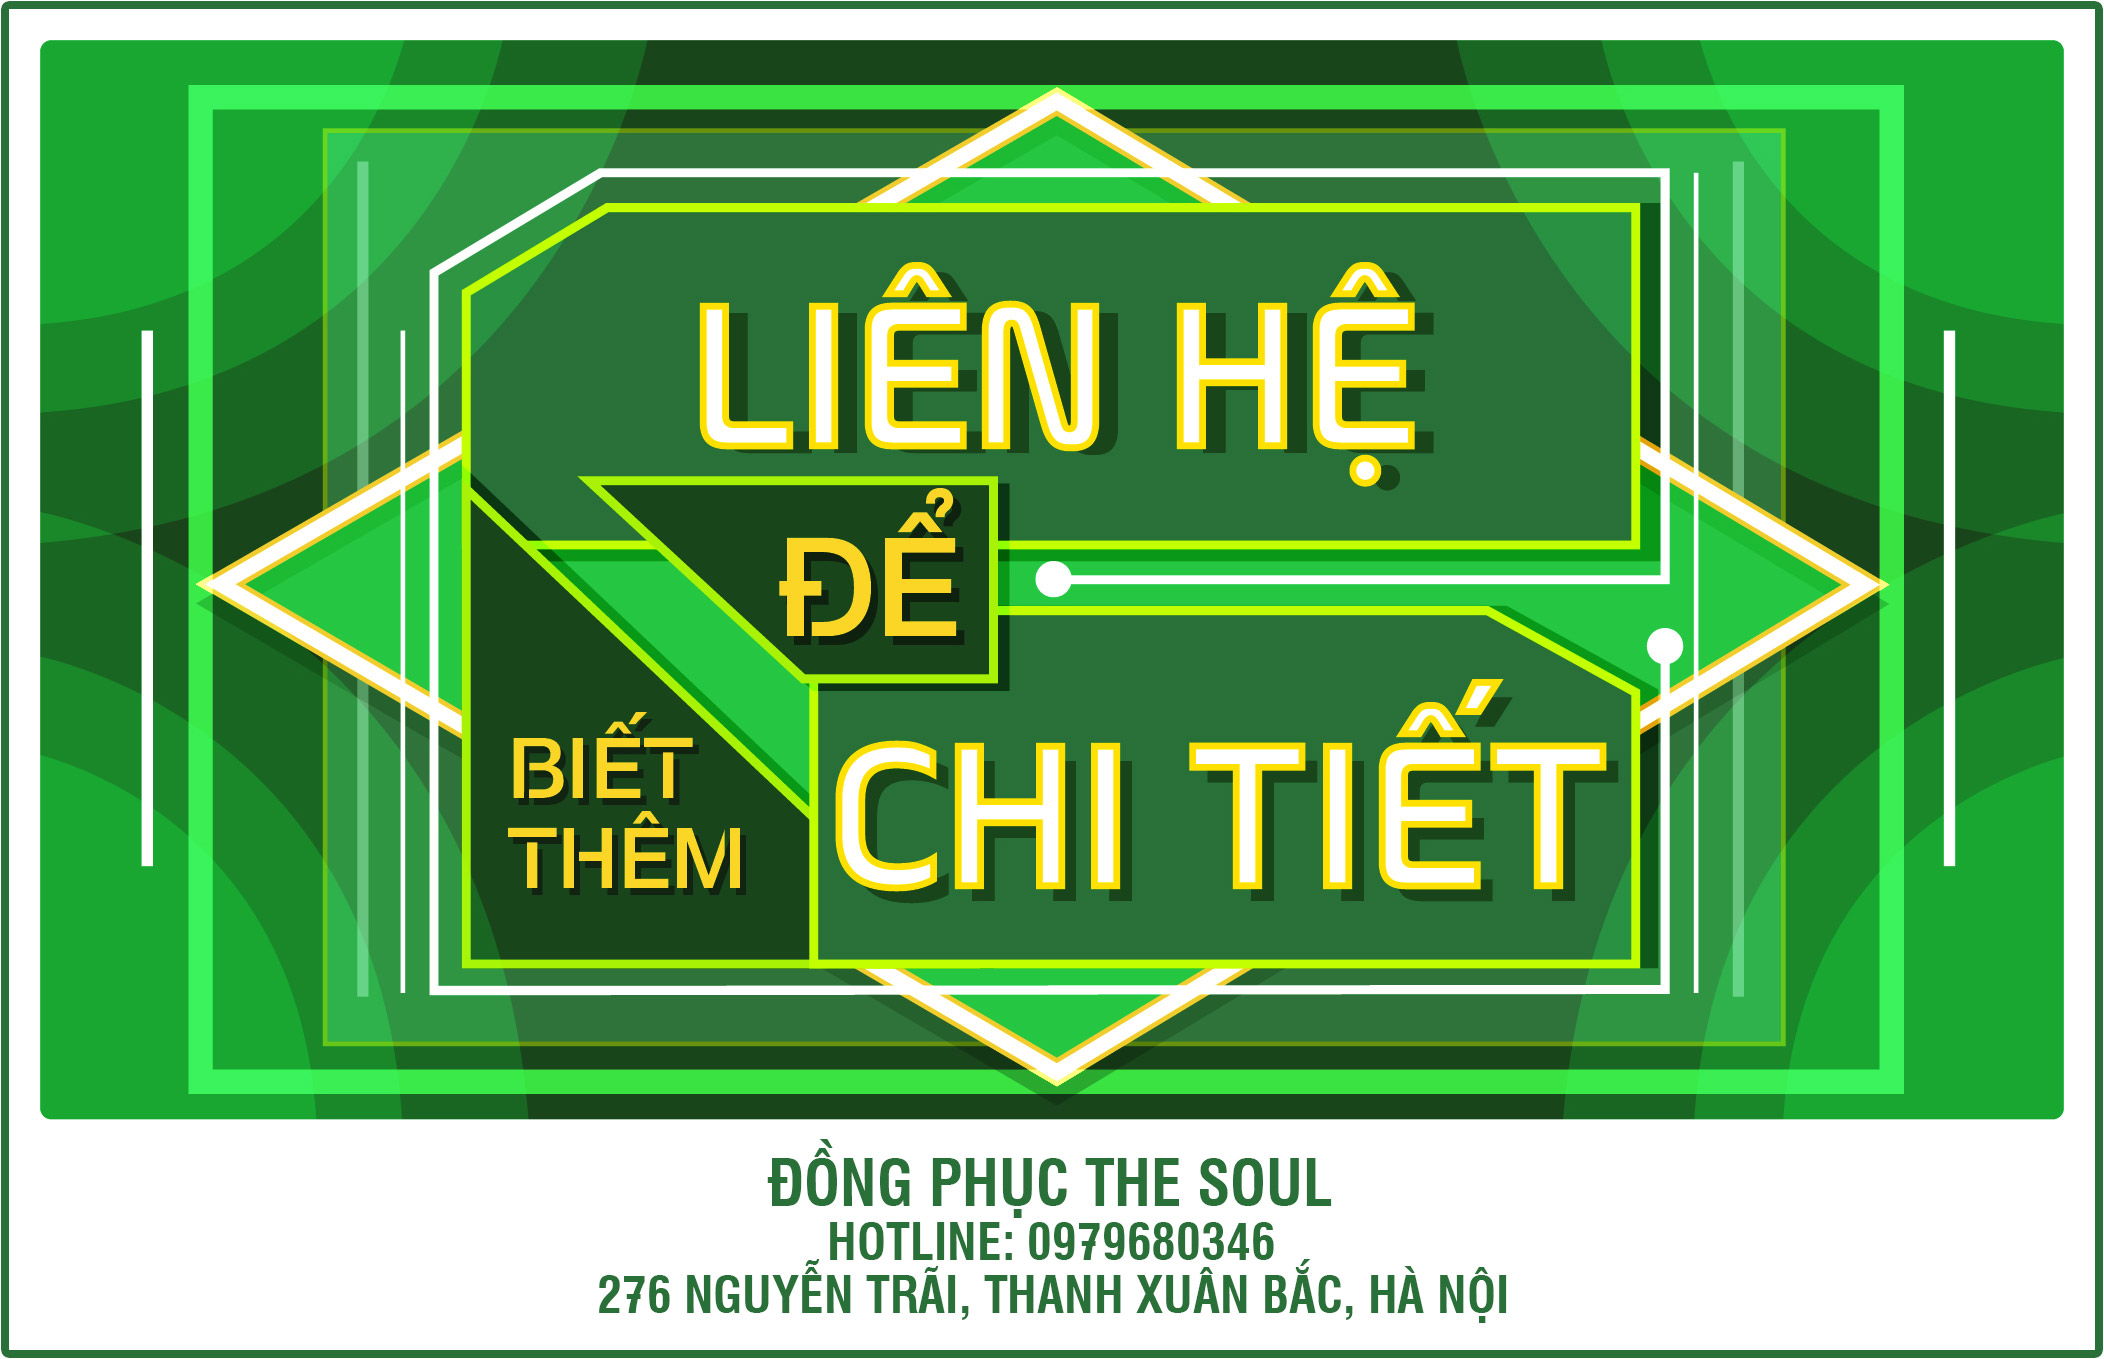 LIÊN HỆ
ĐỂ
BIẾT
THÊM
CHI TIẾT
ĐỒNG PHỤC THE SOUL
HOTLINE: 0979680346
276 NGUYỄN TRÃI, THANH XUÂN BẮC, HÀ NỘI